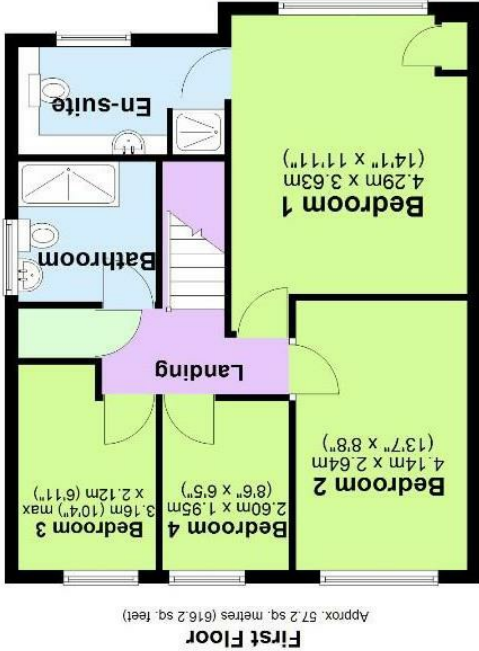 First Floor
Approx. 57.2 sq. metres (616.2 sq. feet)
Bedroom 2
4.14m x 2.64m
(13'7" x 8'8")
Bedroom 4
2.60m x 1.95m
(8'6" x 6'5")
Bedroom 3
3.16m (10'4") max
x 2.12m (6'11")
Landing
Bathroom
Bedroom 1
4.29m x 3.63m
(14'1" x 11'11")
En-suite